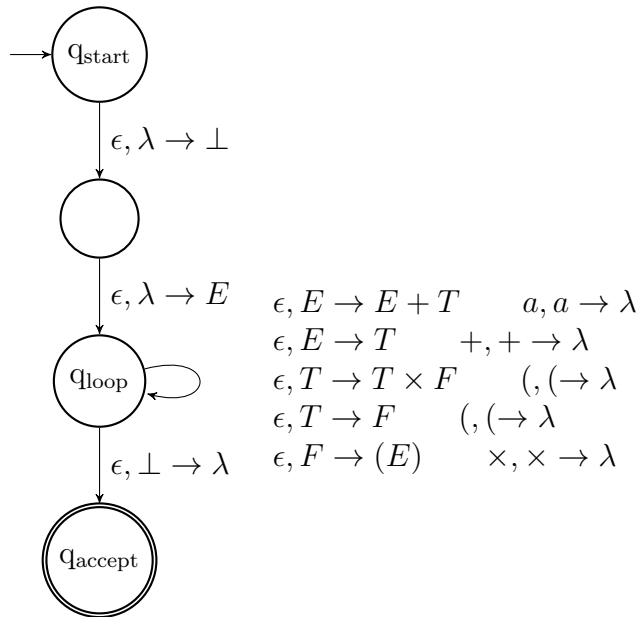 q_start
ϵ, λ → ⊥
ϵ, λ → E
ϵ, E → E + T a, a → λ
ϵ, E → T +, + → λ
q_loop
ϵ, T → T × F (, (→ λ
ϵ, T → F (, (→ λ
ϵ, F → (E) ×, × → λ
ϵ, ⊥ → λ
q_accept